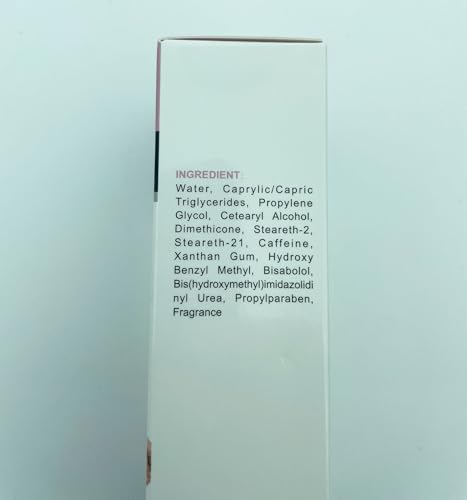 INGREDIENT:
Water, Caprylic/Capric
Triglycerides, Propylene
Glycol, Cetearyl Alcohol,
Dimethicone, Steareth-2,
Steareth-21, Caffeine,
Xanthan Gum, Hydroxy
Benzyl Methyl, Bisabolol,
Bis(hydroxymethyl)imidazolidi
nyl Urea, Propylparaben,
Fragrance